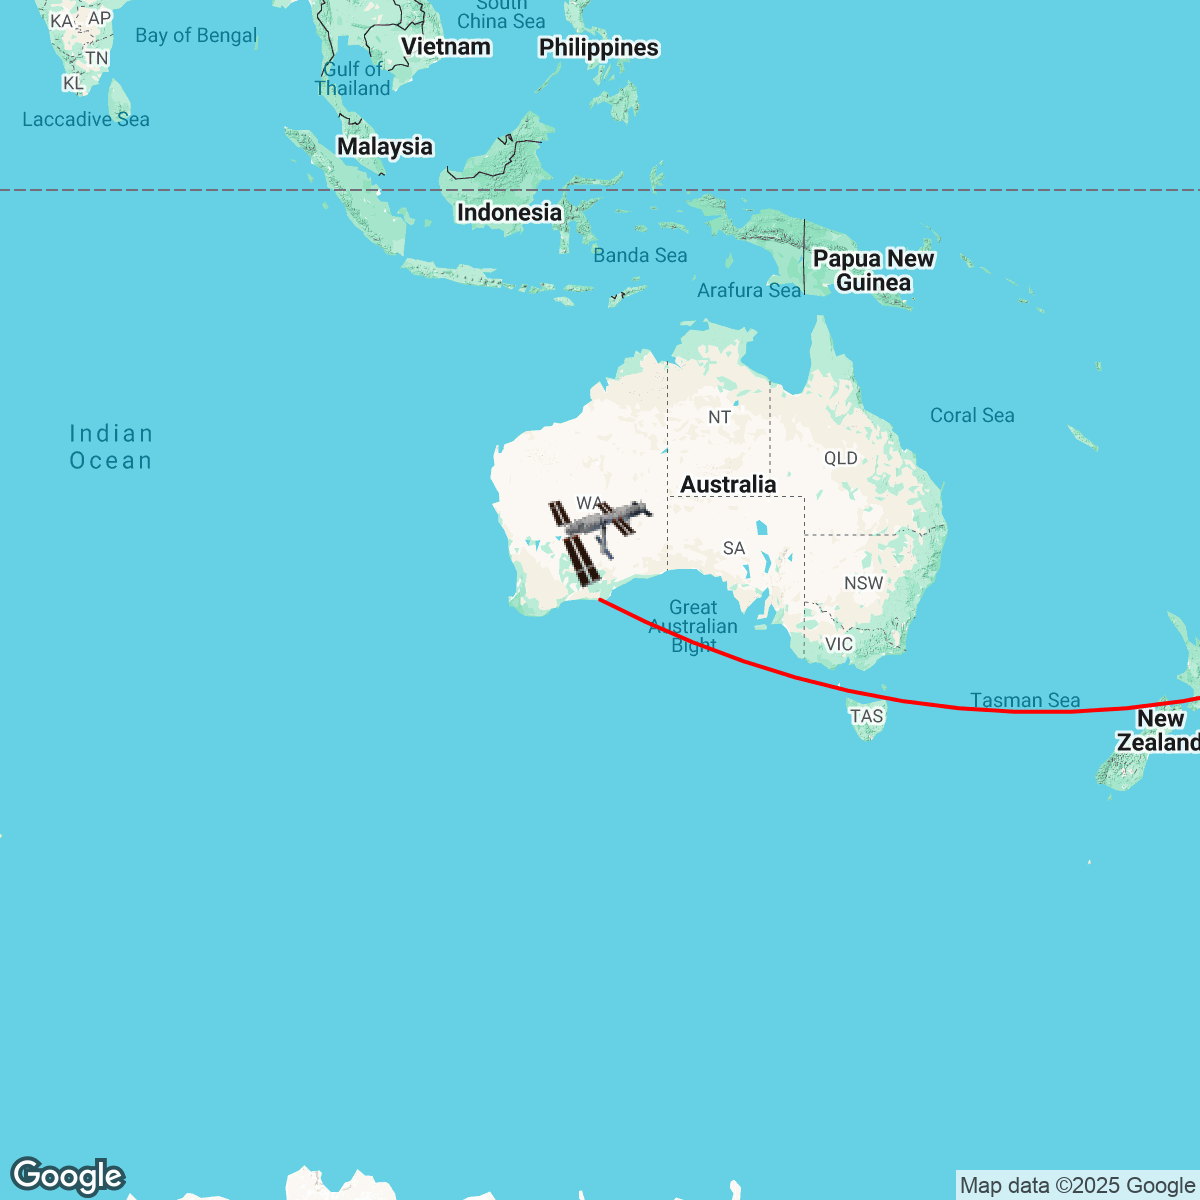 South
China Sea
KA
AP
Bay of Bengal
Vietnam
Philippines
TN
Gulf of
Thailand
KL
Laccadive Sea
Malaysia
Indonesia
Banda Sea
Papua New
Guinea
Arafura Sea
NT
Coral Sea
Indian
Ocean
QLD
Australia
WA
SA
NSW
Great
Australian
Bight
VIC
Tasman Sea
TAS
New
Zealand
Google
Map data ©2025 Google